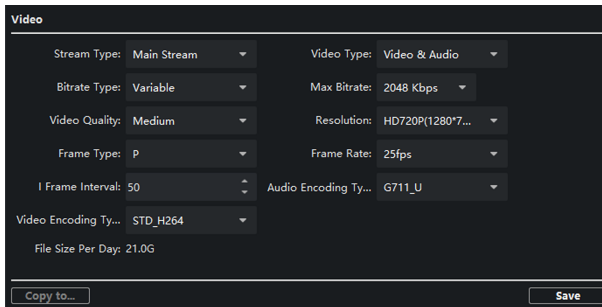 Video
Stream Type: Main Stream Video Type: Video & Audio
Bitrate Type: Variable Max Bitrate: 2048 Kbps
Video Quality: Medium Resolution: HD720P(1280*7...
Frame Type: P Frame Rate: 25fps
I Frame Interval: 50 Audio Encoding Ty... G711_U
Video Encoding Ty... STD_H264
File Size Per Day: 21.0G
Copy to... Save